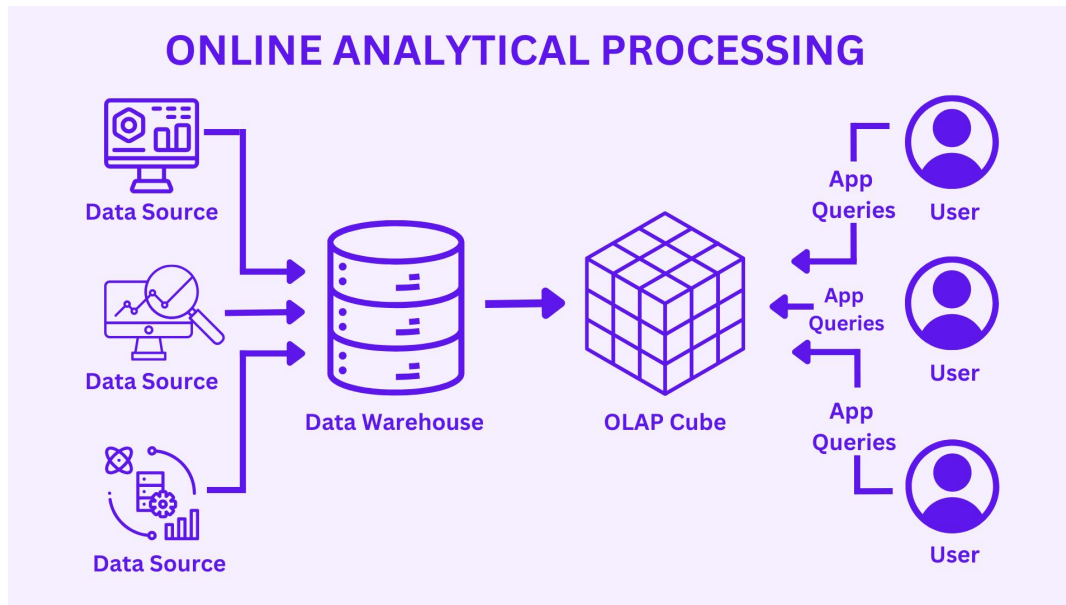 ONLINE ANALYTICAL PROCESSING
Data Source
Data Source
Data Source
Data Warehouse
OLAP Cube
App
Queries
User
App
Queries
User
App
Queries
User